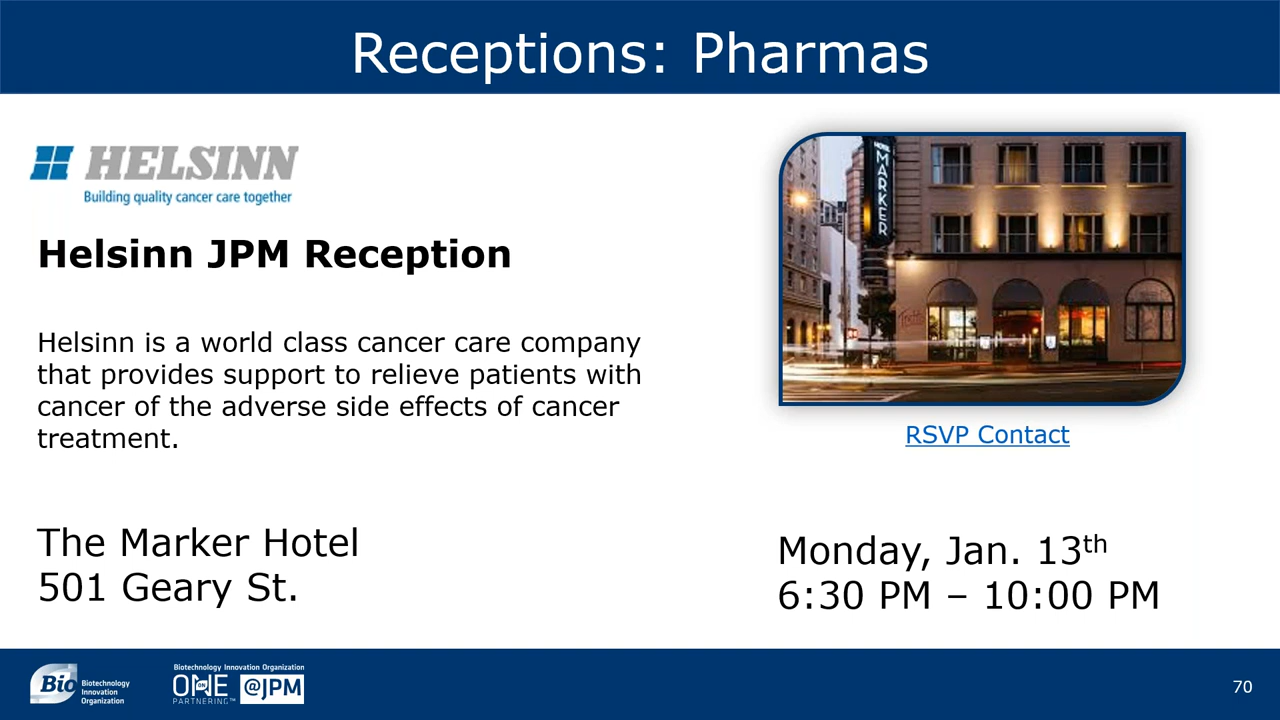 Receptions: Pharmas
HELSINN
Building quality cancer care together
Helsinn JPM Reception
Helsinn is a world class cancer care company
that provides support to relieve patients with
cancer of the adverse side effects of cancer
treatment.
The Marker Hotel
501 Geary St.
HOTEL
MARKER
RSVP Contact
Monday, Jan. 13th
6:30 PM – 10:00 PM
Bio
Biotechnology
Innovation
Organization
Biotechnology Innovation Organization
ONE
ON
PARTNERING™
@JPM
70